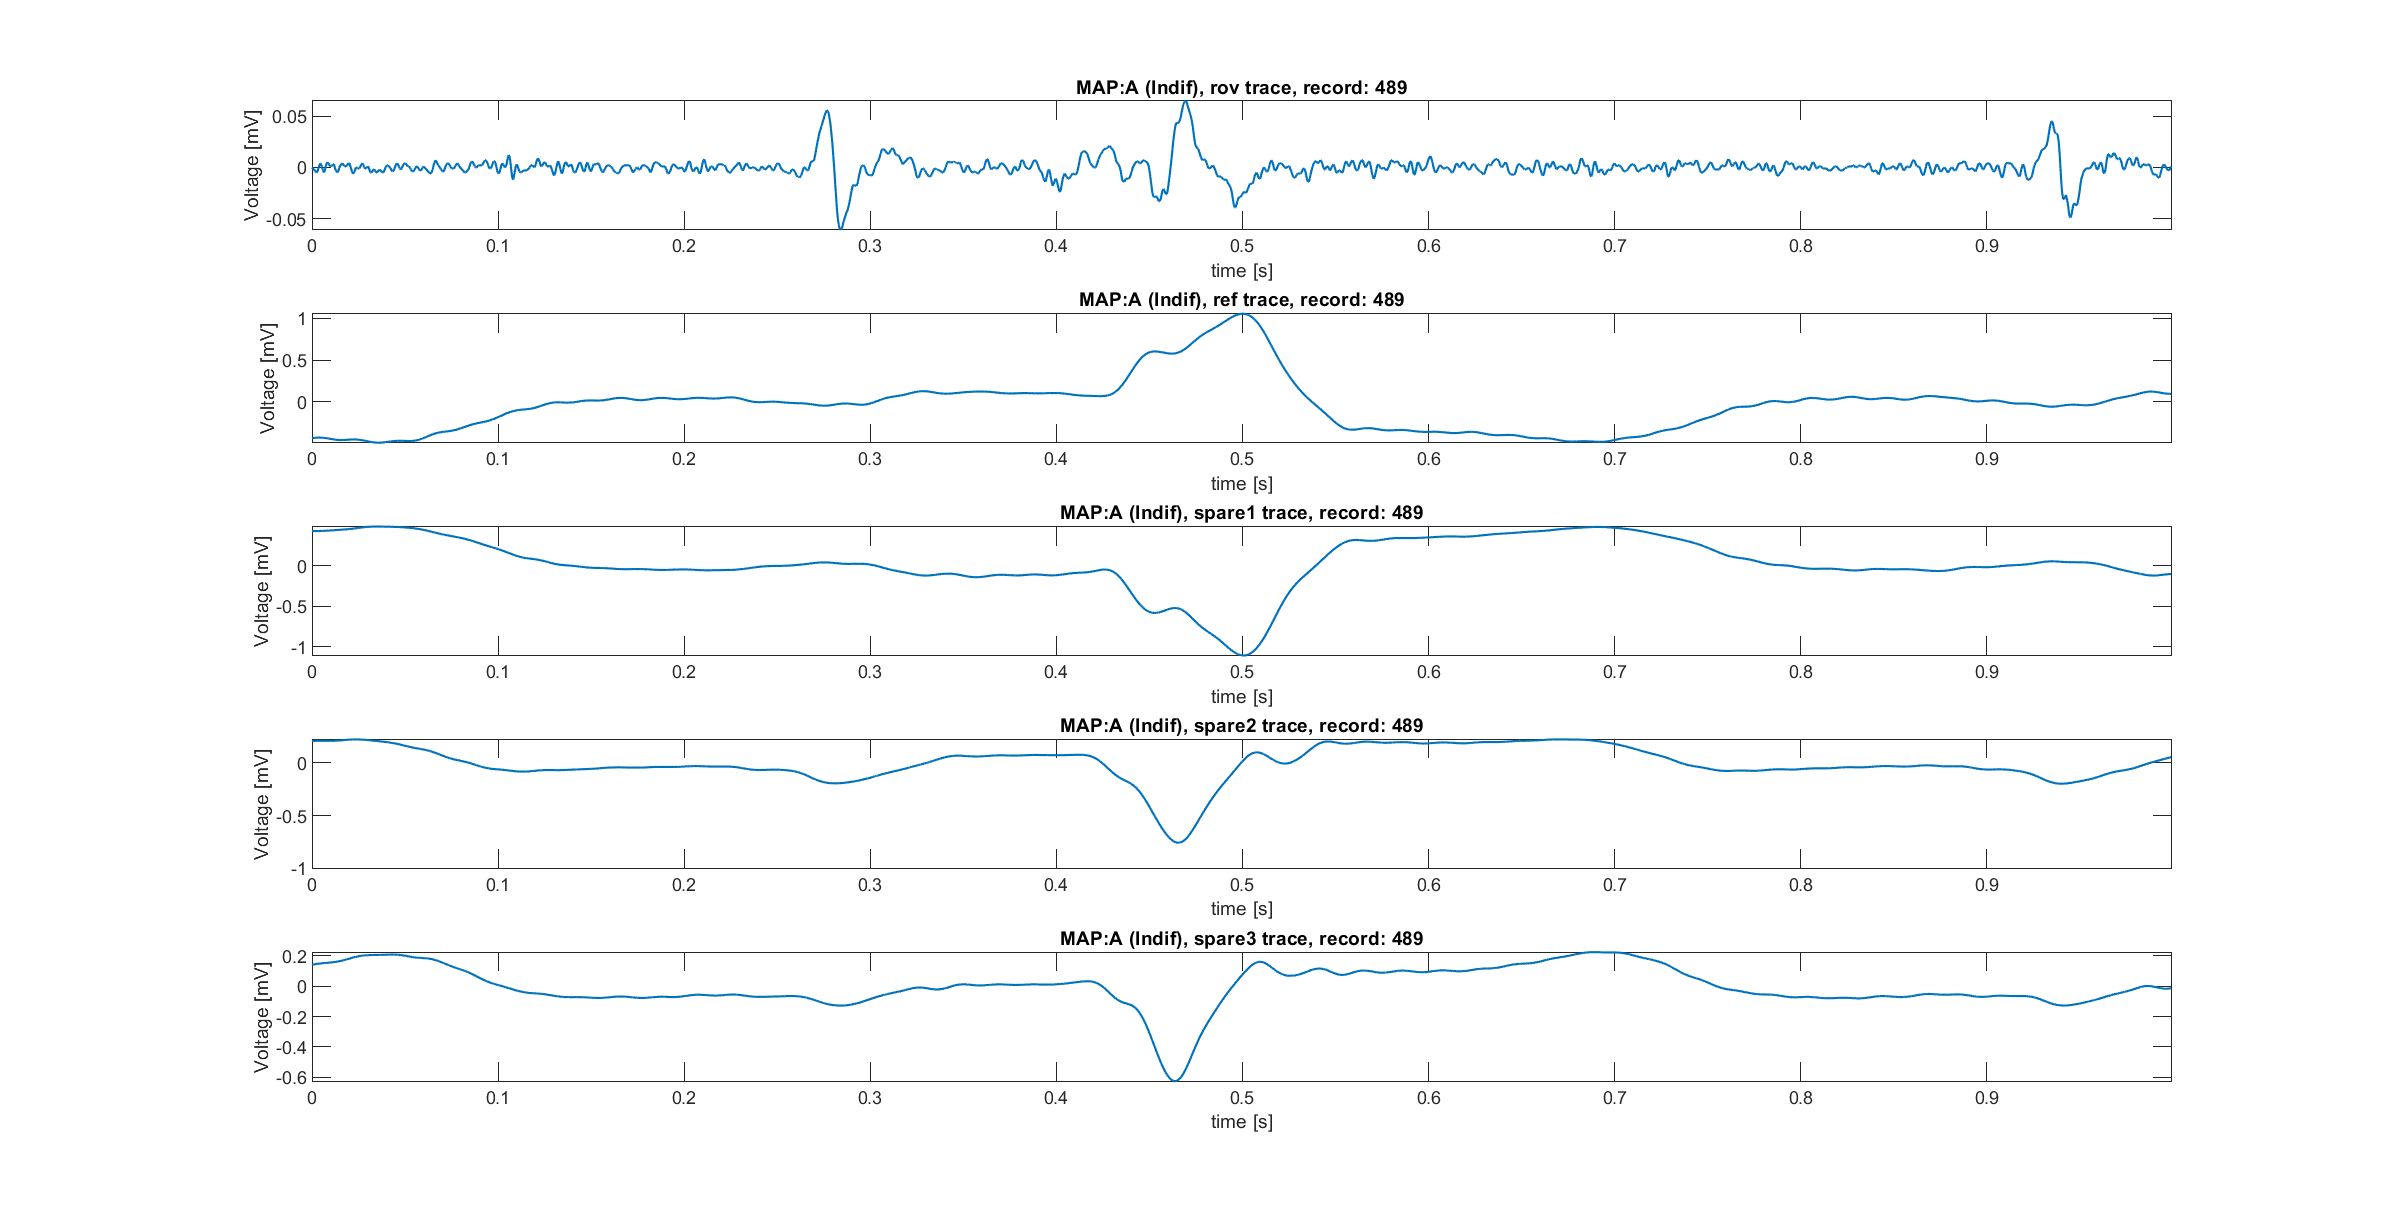 MAP:A (Indif), rov trace, record: 489
Voltage [mV]
0.05
0
-0.05
0 0.1 0.2 0.3 0.4 0.5 0.6 0.7 0.8 0.9
time [s]
MAP:A (Indif), ref trace, record: 489
Voltage [mV]
1
0.5
0
0 0.1 0.2 0.3 0.4 0.5 0.6 0.7 0.8 0.9
time [s]
MAP:A (Indif), spare1 trace, record: 489
Voltage [mV]
0
-0.5
-1
0 0.1 0.2 0.3 0.4 0.5 0.6 0.7 0.8 0.9
time [s]
MAP:A (Indif), spare2 trace, record: 489
Voltage [mV]
0
-0.5
-1
0 0.1 0.2 0.3 0.4 0.5 0.6 0.7 0.8 0.9
time [s]
MAP:A (Indif), spare3 trace, record: 489
Voltage [mV]
0.2
0
-0.2
-0.4
-0.6
0 0.1 0.2 0.3 0.4 0.5 0.6 0.7 0.8 0.9
time [s]